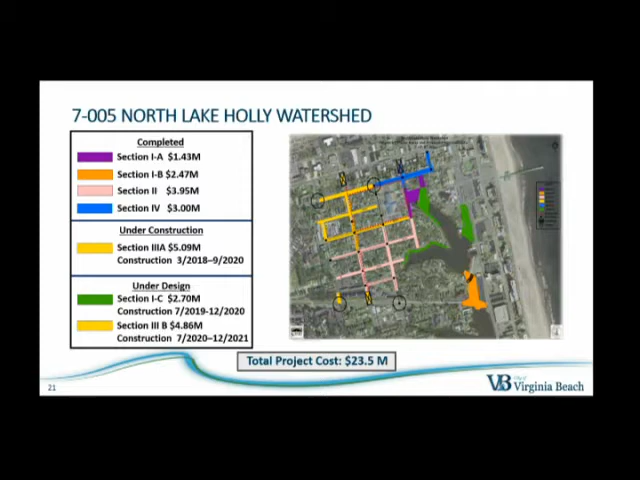 7-005 NORTH LAKE HOLLY WATERSHED
Completed
Section I-A $1.43M
Section I-B $2.47M
Section II $3.95M
Section IV $3.00M
Under Construction
Section IIIA $5.09M
Construction 3/2018–9/2020
Under Design
Section I-C $2.70M
Construction 7/2019-12/2020
Section III B $4.86M
Construction 7/2020–12/2021
Total Project Cost: $23.5 M
21
VB City of
Virginia Beach